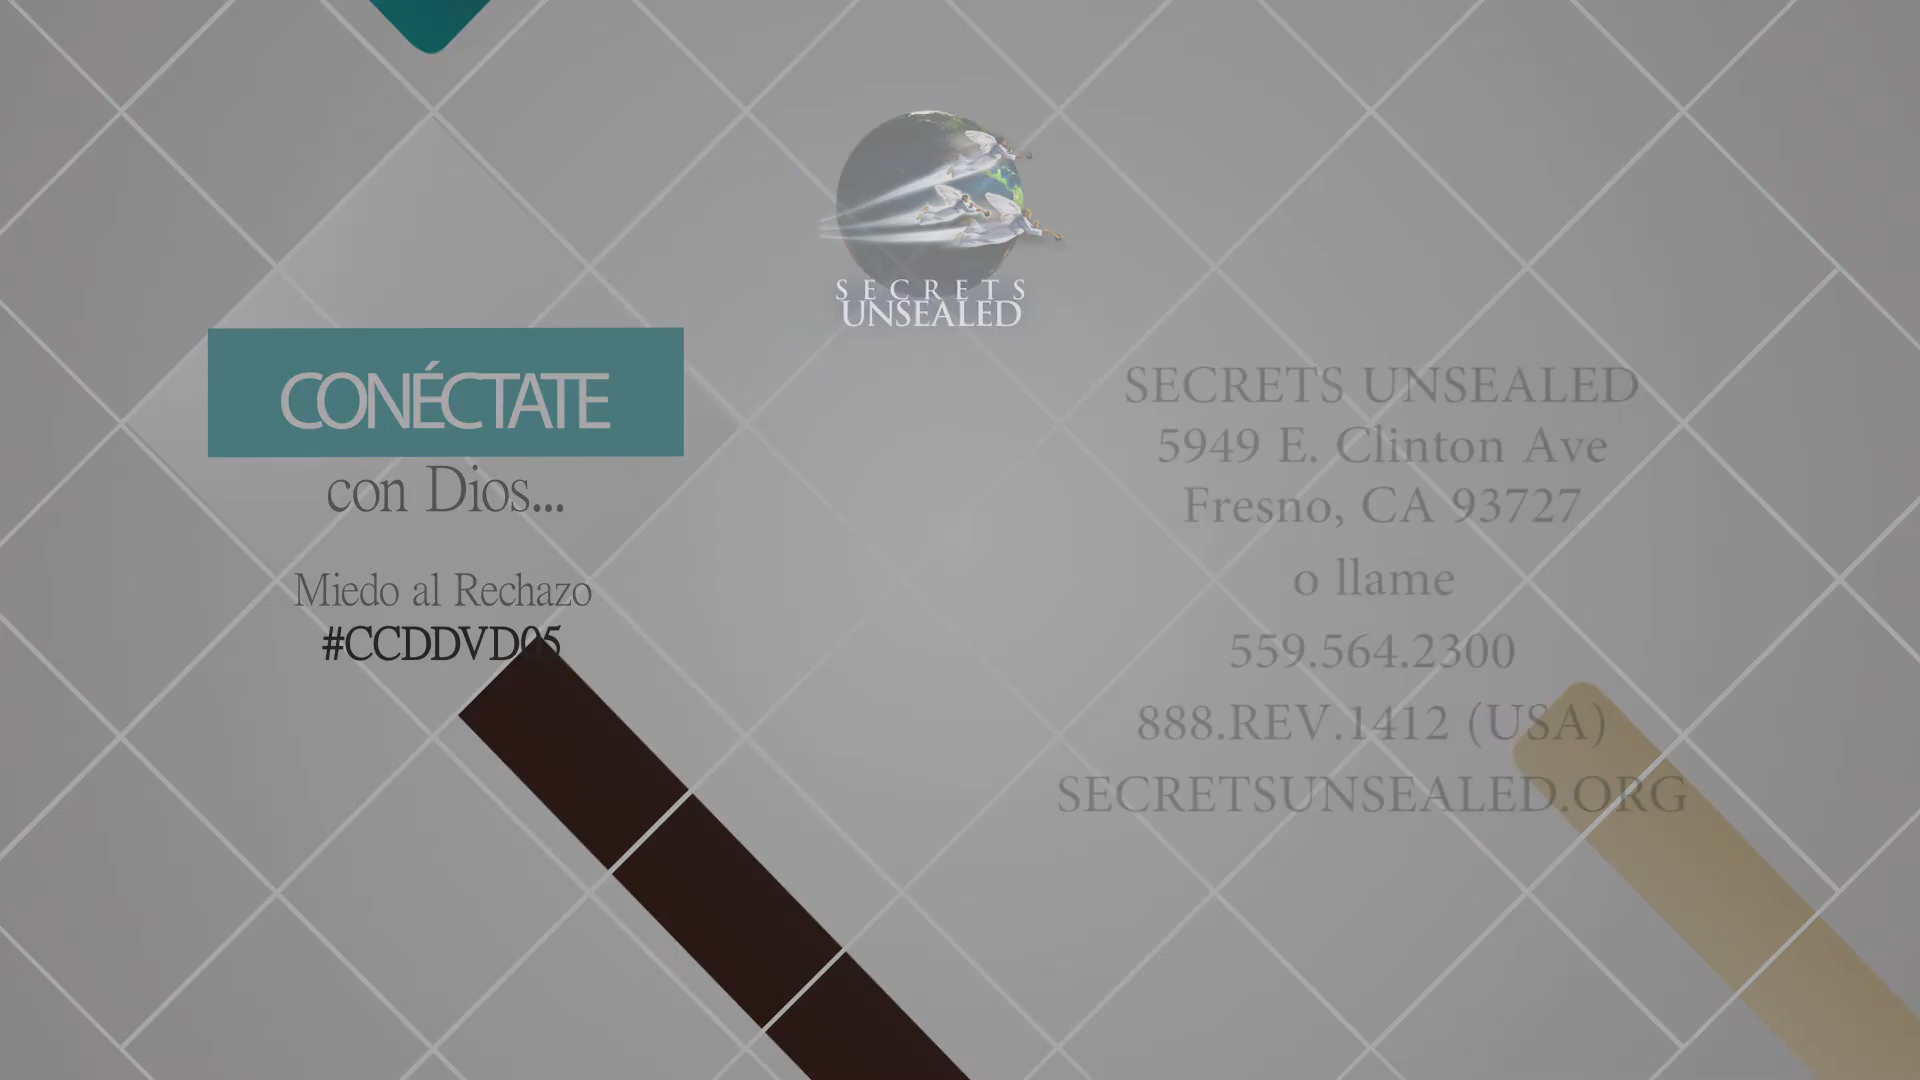 SECRETS
UNSEALED
CONÉCTATE
con Dios...
Miedo al Rechazo
#CCDDVD05
SECRETS UNSEALED
5949 E. Clinton Ave
Fresno, CA 93727
o llame
559.564.2300
888.REV.1412 (USA)
SECRETSUNSEALED.ORG